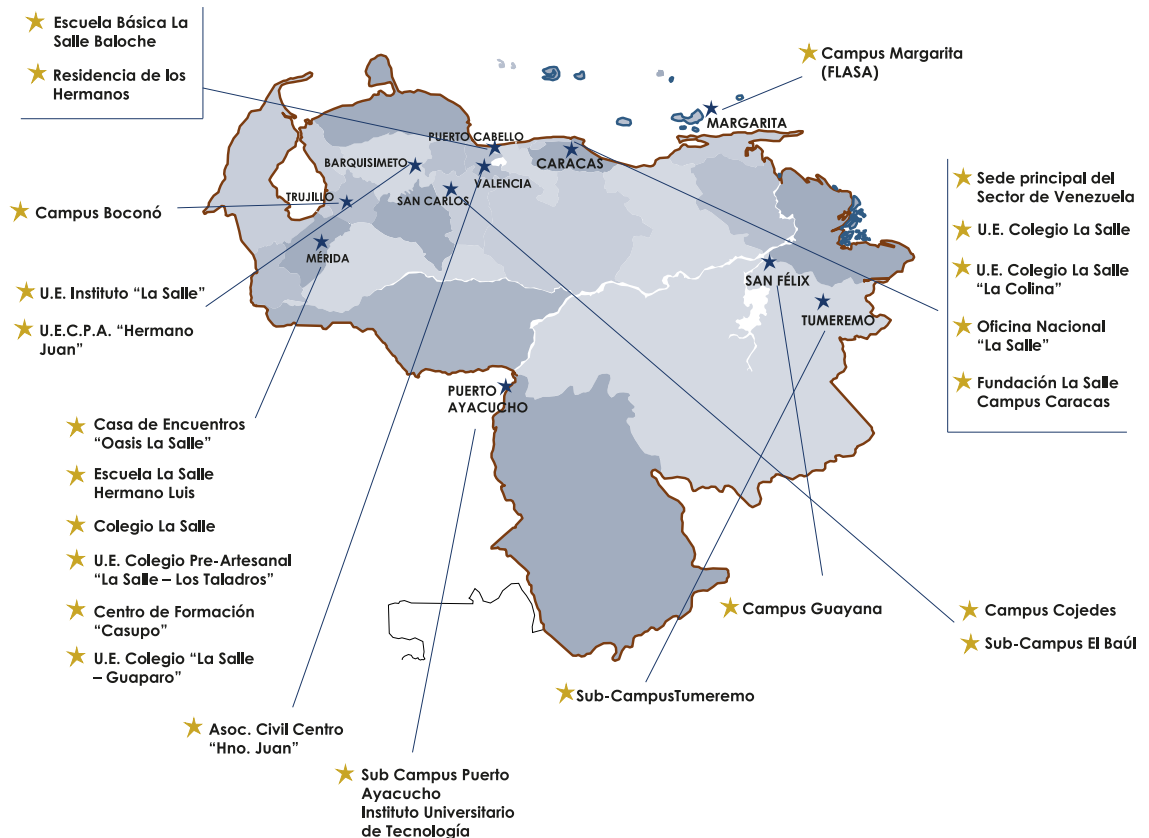 Escuela Básica La
Salle Baloche
Residencia de los
Hermanos
Campus Margarita
(FLASA)
MARGARITA
PUERTO CABELLO
BARQUISIMETO
CARACAS
VALENCIA
TRUJILLO
SAN CARLOS
MÉRIDA
SAN FÉLIX
TUMEREMO
PUERTO
AYACUCHO
Campus Boconó
U.E. Instituto “La Salle”
U.E.C.P.A. “Hermano
Juan”
Sede principal del
Sector de Venezuela
U.E. Colegio La Salle
U.E. Colegio La Salle
“La Colina”
Oficina Nacional
“La Salle”
Fundación La Salle
Campus Caracas
Casa de Encuentros
“Oasis La Salle”
Escuela La Salle
Hermano Luis
Colegio La Salle
U.E. Colegio Pre-Artesanal
“La Salle – Los Taladros”
Centro de Formación
“Casupo”
U.E. Colegio “La Salle
– Guaparo”
Campus Guayana
Campus Cojedes
Sub-Campus El Baúl
Sub-CampusTumeremo
Asoc. Civil Centro
“Hno. Juan”
Sub Campus Puerto
Ayacucho
Instituto Universitario
de Tecnología